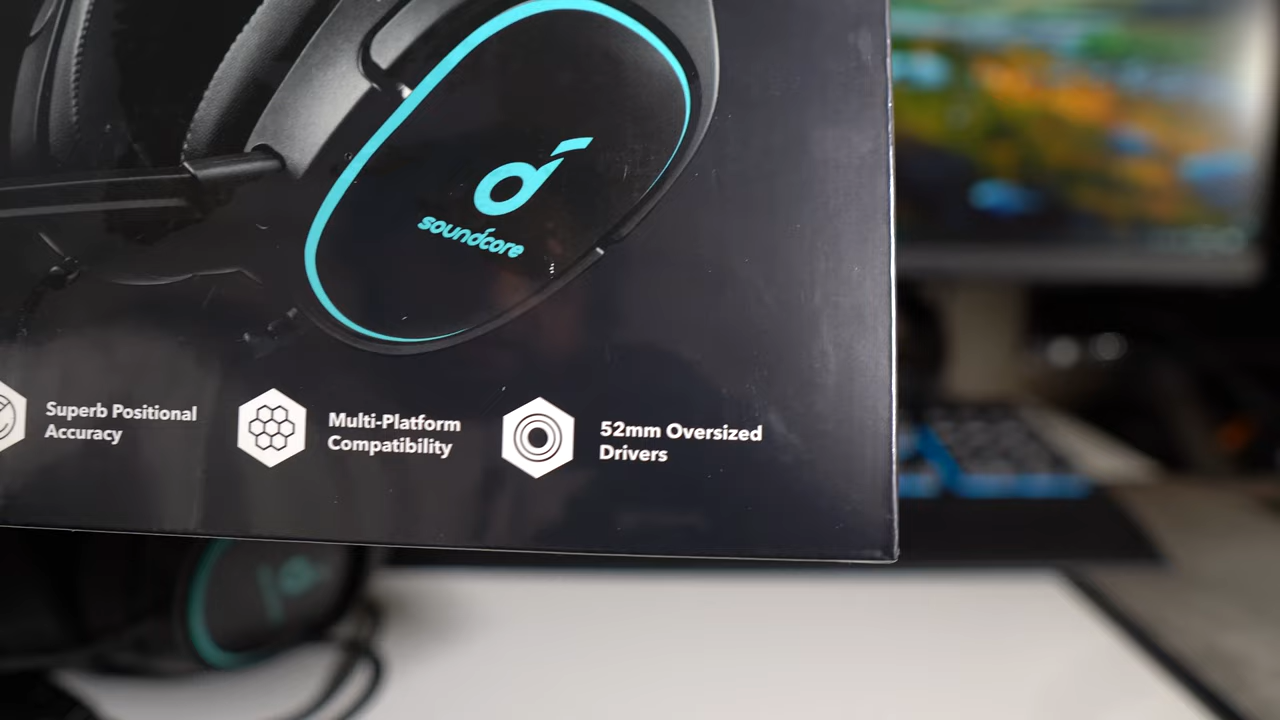 soundcore
Superb Positional
Accuracy
Multi-Platform
Compatibility
52mm Oversized
Drivers